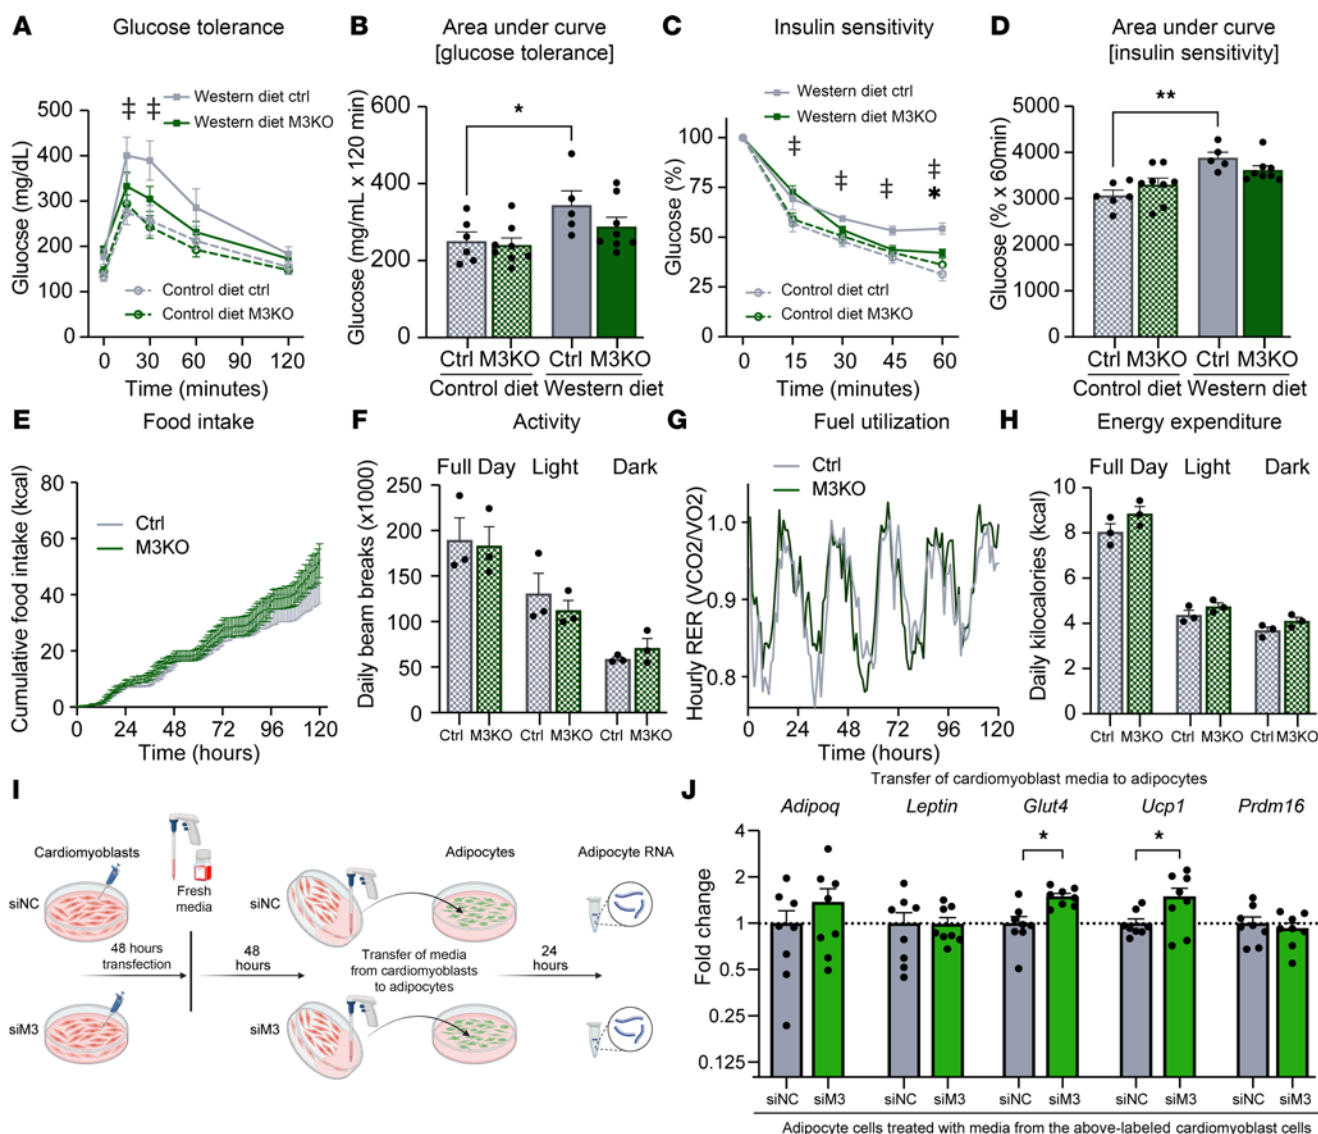 A Glucose tolerance
Western diet ctrl
Western diet M3KO
‡ ‡
Glucose (mg/dL)
500
400
300
200
100
0
Control diet ctrl
Control diet M3KO
0 30 60 90 120
Time (minutes)
B Area under curve
[glucose tolerance]
Glucose (mg/mL x 120 min)
600
400
200
0
*
Ctrl M3KO Ctrl M3KO
Control diet Western diet
C Insulin sensitivity
Western diet ctrl
Western diet M3KO
Glucose (%)
100
75
50
25
0
‡ ‡ ‡ ‡
*
Control diet ctrl
Control diet M3KO
0 15 30 45 60
Time (minutes)
D Area under curve
[insulin sensitivity]
Glucose (% x 60min)
5000
4000
3000
2000
1000
0
**
Ctrl M3KO Ctrl M3KO
Control diet Western diet
E Food intake
Cumulative food intake (kcal)
80
60
40
20
0
Ctrl
M3KO
0 24 48 72 96 120
Time (hours)
F Activity
Full Day Light Dark
Daily beam breaks (x1000)
250
200
150
100
50
0
Ctrl M3KO Ctrl M3KO Ctrl M3KO
G Fuel utilization
Ctrl
M3KO
Hourly RER (VCO2/VO2)
1.0
0.9
0.8
0 24 48 72 96 120
Time (hours)
H Energy expenditure
Full Day Light Dark
Daily kilocalories (kcal)
10
8
6
4
2
0
Ctrl M3KO Ctrl M3KO Ctrl M3KO
I
Cardiomyoblasts
Fresh
media
Adipocytes
Adipocyte RNA
siNC
siNC
48 hours
transfection
48
hours
Transfer of media
from cardiomyoblasts
to adipocytes
24
hours
siM3
siM3
J Transfer of cardiomyoblast media to adipocytes
Adipoq Leptin Glut4 Ucp1 Prdm16
Fold change
4
2
1
0.5
0.25
0.125
* *
siNC siM3 siNC siM3 siNC siM3 siNC siM3 siNC siM3
Adipocyte cells treated with media from the above-labeled cardiomyoblast cells